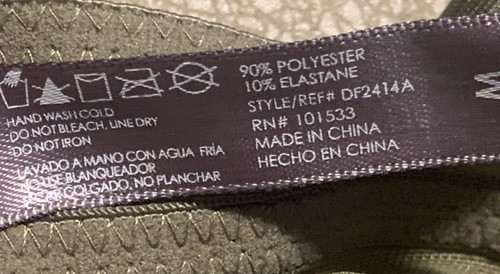 HAND WASH COLD
DO NOT BLEACH, LINE DRY
DO NOT IRON
LAVADO A MANO CON AGUA FRÍA
BLANQUEADOR
COLGADO, NO PLANCHAR
90% POLYESTER
10% ELASTANE
STYLE/REF# DF2414A
RN# 101533
MADE IN CHINA
HECHO EN CHINA
M